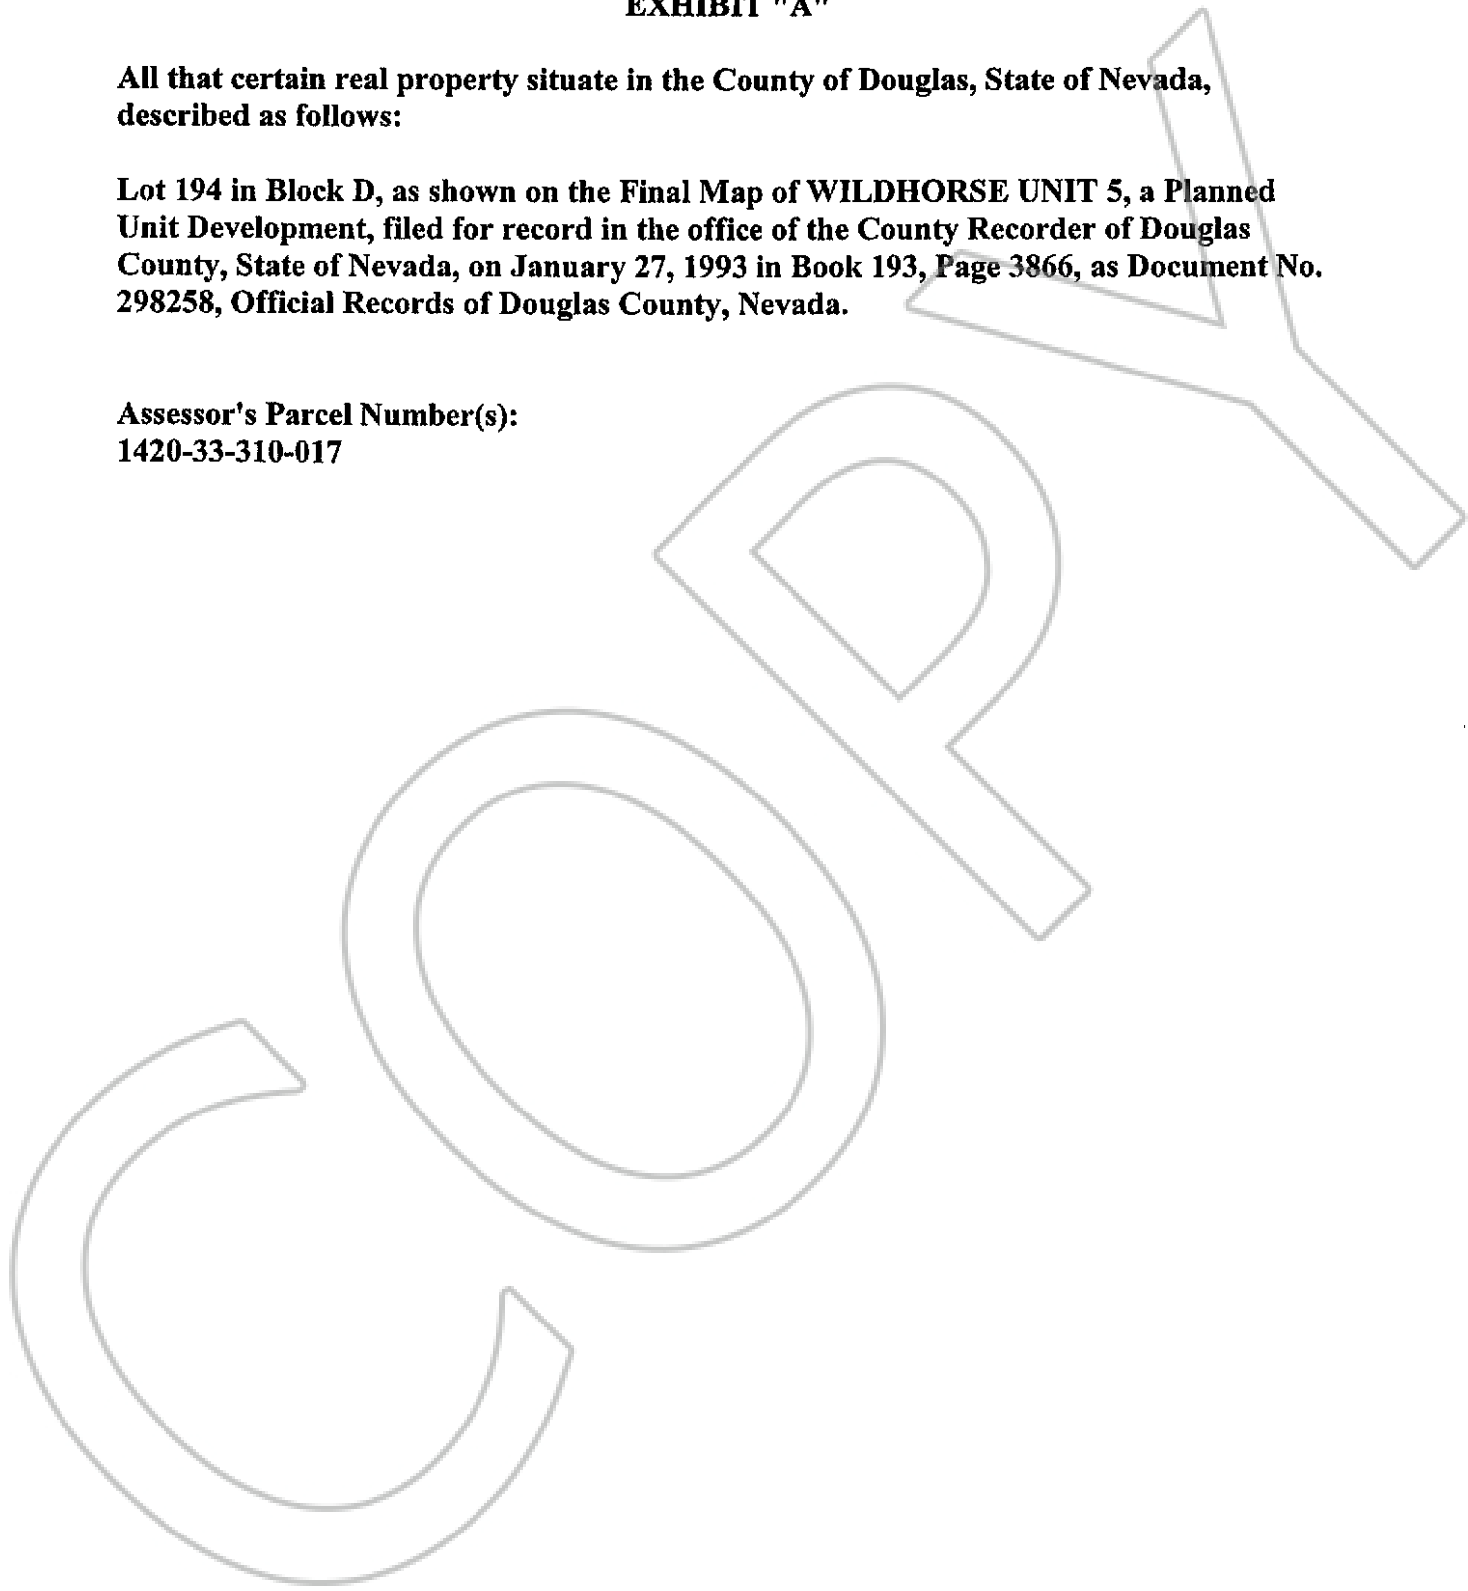 EXHIBIT "A"
All that certain real property situate in the County of Douglas, State of Nevada,
described as follows:
Lot 194 in Block D, as shown on the Final Map of WILDHORSE UNIT 5, a Planned
Unit Development, filed for record in the office of the County Recorder of Douglas
County, State of Nevada, on January 27, 1993 in Book 193, Page 3866, as Document No.
298258, Official Records of Douglas County, Nevada.
Assessor's Parcel Number(s):
1420-33-310-017
COPY